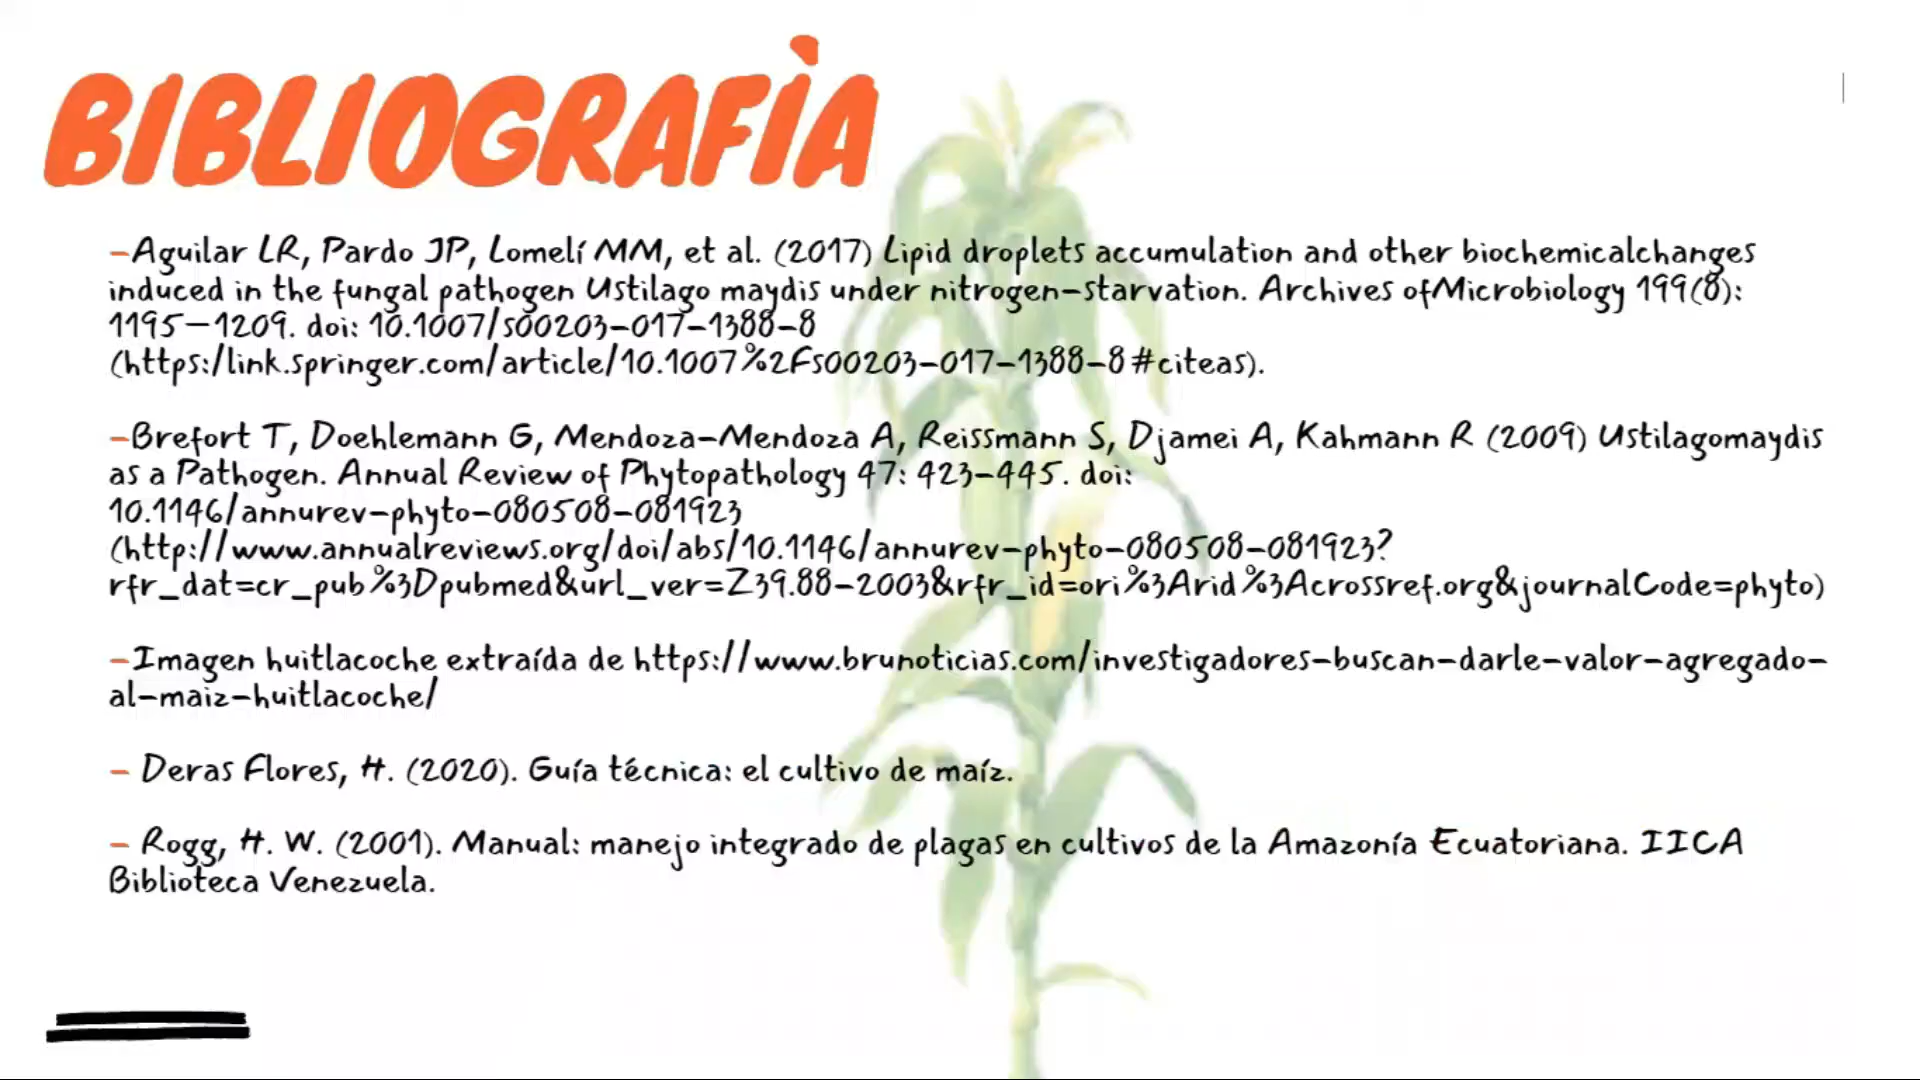 BIBLIOGRAFÌA
-Aguilar LR, Pardo JP, Lomelí MM, et al. (2017) Lipid droplets accumulation and other biochemicalchanges
induced in the fungal pathogen Ustilago maydis under nitrogen-starvation. Archives ofMicrobiology 199(8):
1195–1209. doi: 10.1007/s00203-017-1388-8
(https:/link.springer.com/article/10.1007%2Fs00203-017-1388-8#citeas).
-Brefort T, Doehlemann G, Mendoza-Mendoza A, Reissmann S, Djamei A, Kahmann R (2009) Ustilagomaydis
as a Pathogen. Annual Review of Phytopathology 47: 423-445. doi:
10.1146/annurev-phyto-080508-081923
(http://www.annualreviews.org/doi/abs/10.1146/annurev-phyto-080508-081923?
rfr_dat=cr_pub%3Dpubmed&url_ver=Z39.88-2003&rfr_id=ori%3Arid%3Acrossref.org&journalCode=phyto)
-Imagen huitlacoche extraída de https://www.brunoticias.com/investigadores-buscan-darle-valor-agregado-
al-maiz-huitlacoche/
- Deras Flores, H. (2020). Guía técnica: el cultivo de maíz.
- Rogg, H. W. (2001). Manual: manejo integrado de plagas en cultivos de la Amazonía Ecuatoriana. IICA
Biblioteca Venezuela.